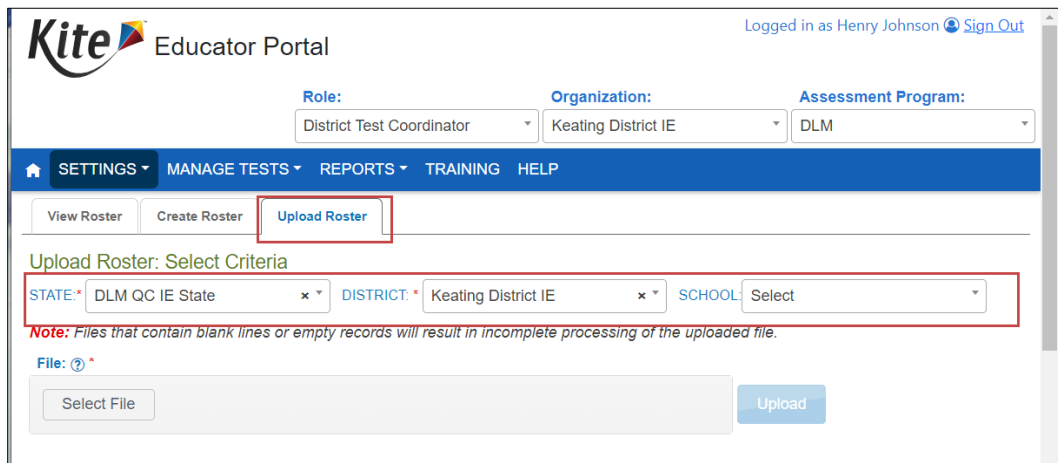 Kite Educator Portal
Logged in as Henry Johnson Sign Out
Role: Organization: Assessment Program:
District Test Coordinator Keating District IE DLM
SETTINGS MANAGE TESTS REPORTS TRAINING HELP
View Roster Create Roster Upload Roster
Upload Roster: Select Criteria
STATE:* DLM QC IE State × DISTRICT: * Keating District IE × SCHOOL: Select
Note: Files that contain blank lines or empty records will result in incomplete processing of the uploaded file.
File: ? *
Select File Upload